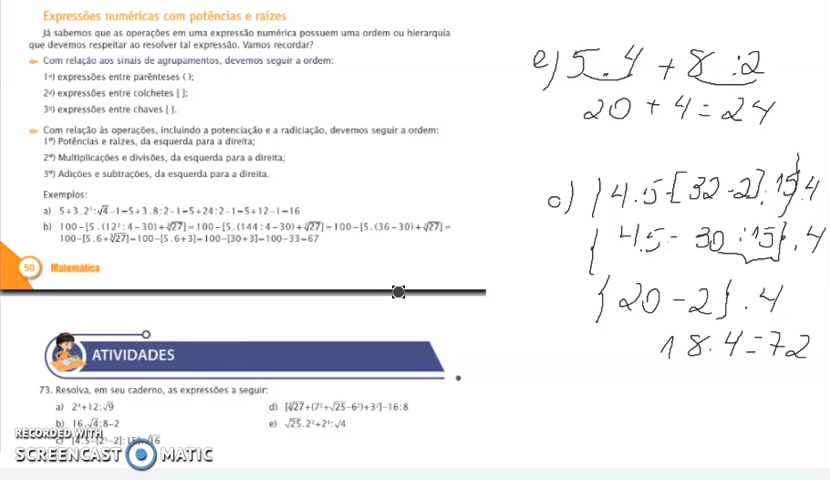 Expressões numéricas com potências e raízes
Já sabemos que as operações em uma expressão numérica possuem uma ordem ou hierarquia
que devemos respeitar ao resolver tal expressão. Vamos recordar?
Com relação aos sinais de agrupamentos, devemos seguir a ordem:
1º) expressões entre parênteses ( );
2º) expressões entre colchetes [ ];
3º) expressões entre chaves { }.
Com relação às operações, incluindo a potenciação e a radiciação, devemos seguir a ordem:
1ª) Potências e raízes, da esquerda para a direita;
2ª) Multiplicações e divisões, da esquerda para a direita;
3ª) Adições e subtrações, da esquerda para a direita.
Exemplos:
a) 5+3.2³:√4−1=5+3.8:2−1=5+24:2−1=5+12−1=16
b) 100−[5.(12²:4−30)+∛27]=100−[5.(144:4−30)+∛27]=100−[5.(36−30)+∛27]=
100−[5.6+∛27]=100−[5.6+3]=100−[30+3]=100−33=67
50 Matemática
ATIVIDADES
73. Resolva, em seu caderno, as expressões a seguir:
a) 2⁴+12:√9
b) 16.√4:8−2
d) [∛27+(7²+√25−6²)+3²]−16:8
e) √25.2²+2³:√4
RECORDED WITH
SCREENCAST MATIC
e) 5.4 + 8:2
20 + 4 = 24
c) {4.5-[32-2]:15}.4
{4.5- 30:15}.4
{20-2}.4
18.4=72